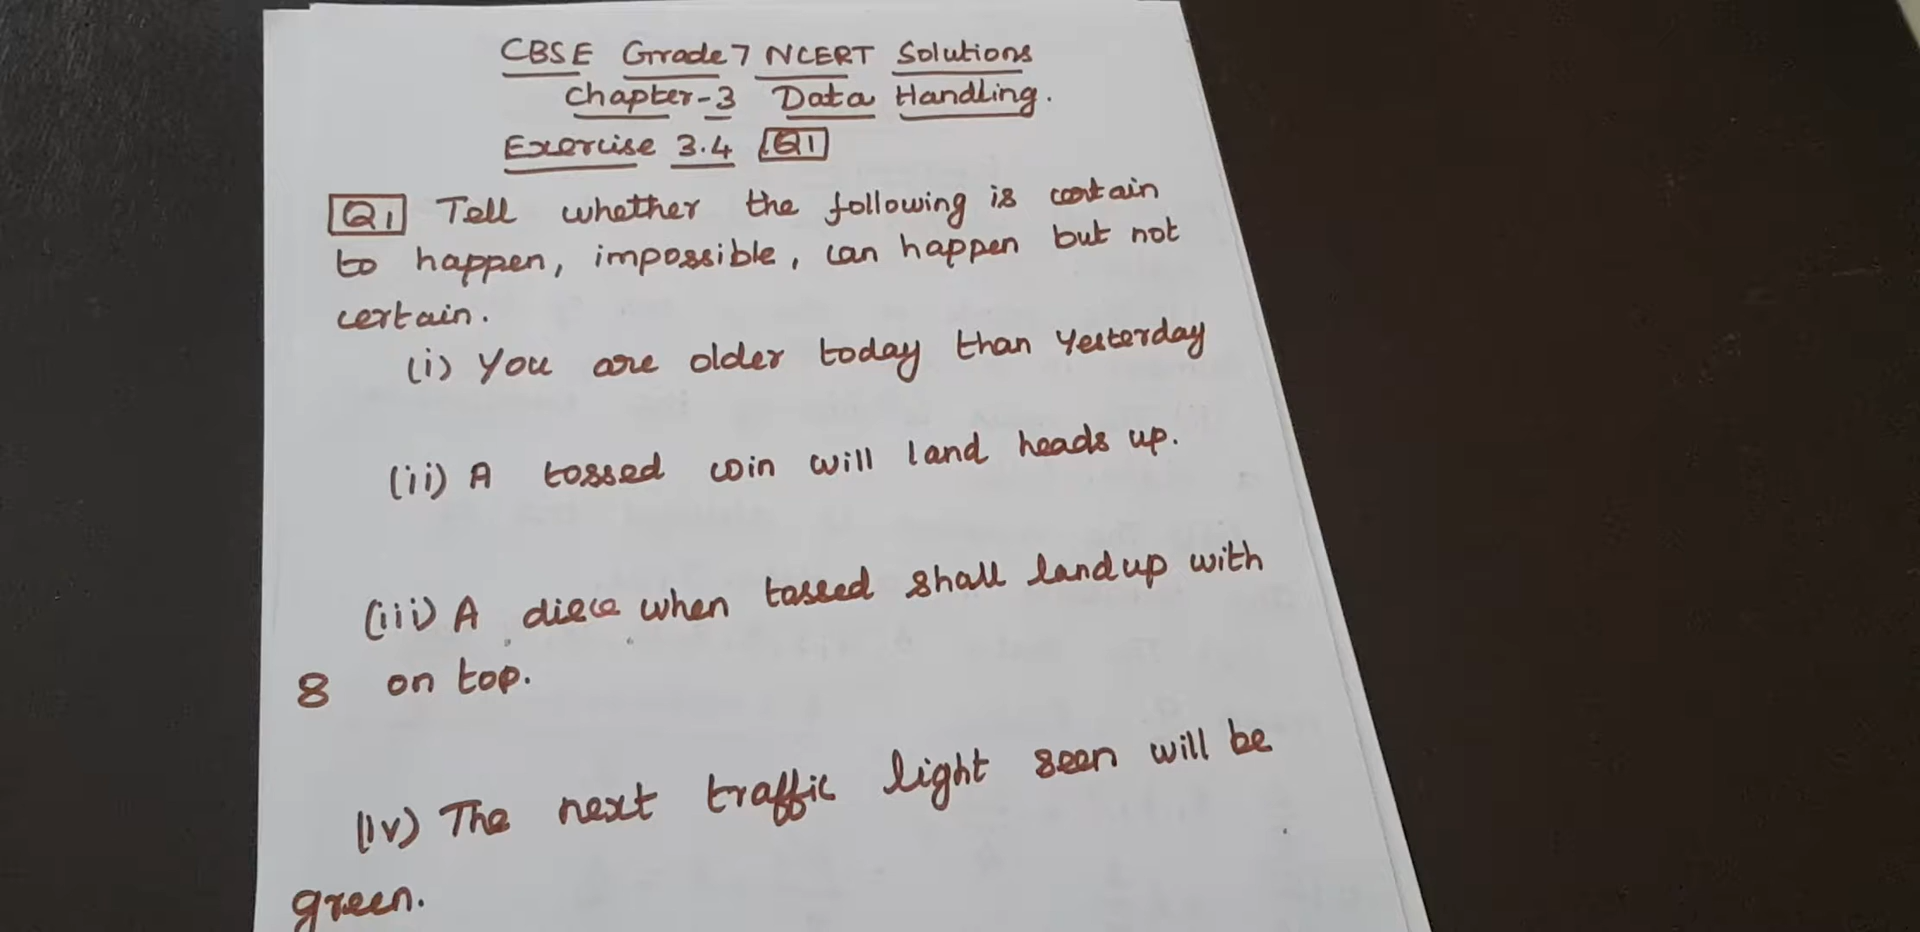 CBSE Grade 7 NCERT Solutions
Chapter-3 Data Handling.
Exercise 3.4 Q1
Q1 Tell whether the following is certain
to happen, impossible, can happen but not
certain.
(i) You are older today than Yesterday
(ii) A tossed coin will land heads up.
(iii) A when tossed shall land up with
8 on top.
(iv) The next traffic light seen will be
green.